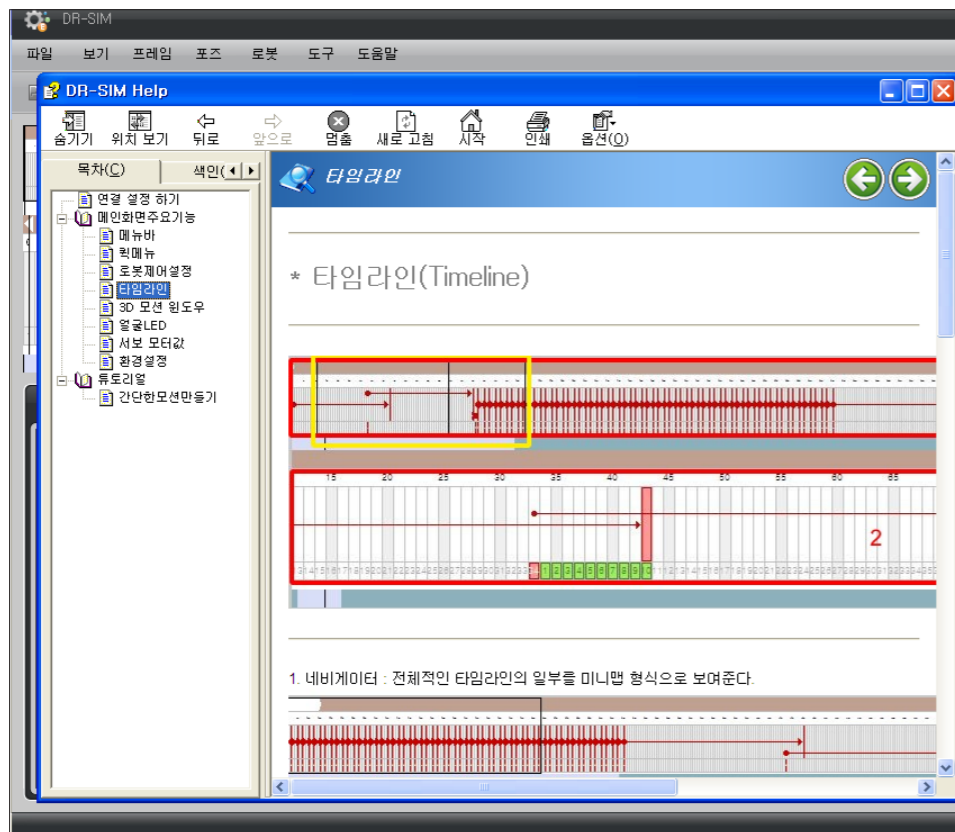 DR-SIM
파일 보기 프레임 포즈 로봇 도구 도움말
DR-SIM Help
숨기기 위치 보기 뒤로 앞으로 멈춤 새로 고침 시작 인쇄 옵션(O)
목차(C) 색인(
연결 설정 하기
메인화면주요기능
메뉴바
퀵메뉴
로봇제어설정
타임라인
3D 모션 윈도우
얼굴LED
서보 모터값
환경설정
튜토리얼
간단한모션만들기
타임라인
* 타임라인(Timeline)
15 20 25 30 35 40 45 50 55 60 65
2
1. 네비게이터 : 전체적인 타임라인의 일부를 미니맵 형식으로 보여준다.